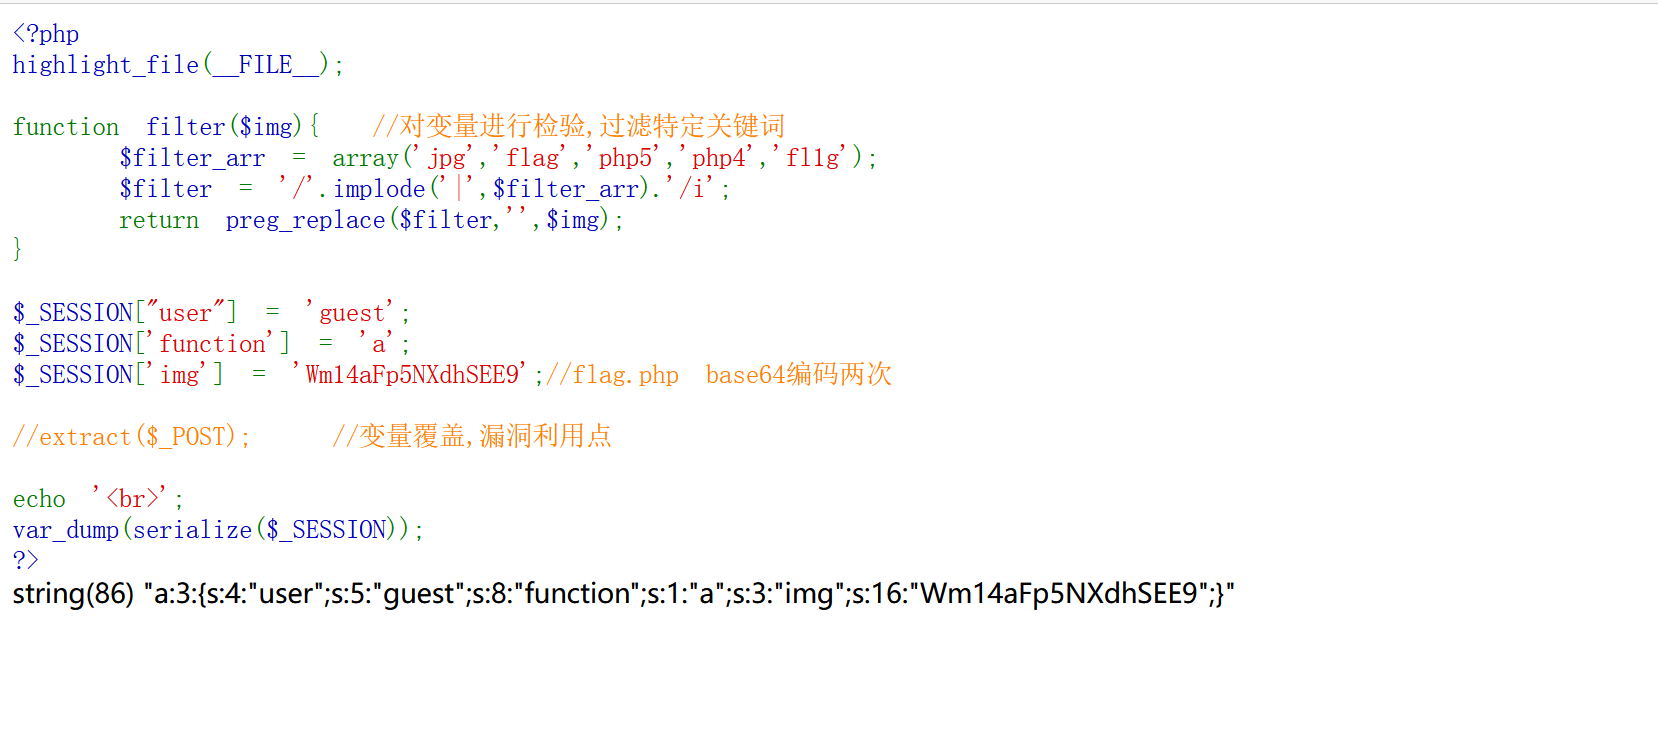 <?php
highlight_file(__FILE__);
function filter($img){ //对变量进行检验,过滤特定关键词
$filter_arr = array('jpg','flag','php5','php4','fl1g');
$filter = '/'.implode('|',$filter_arr).'/i';
return preg_replace($filter,'',$img);
}
$_SESSION["user"] = 'guest';
$_SESSION['function'] = 'a';
$_SESSION['img'] = 'Wm14aFp5NXdhSEE9';//flag.php base64编码两次
//extract($_POST); //变量覆盖,漏洞利用点
echo '<br>';
var_dump(serialize($_SESSION));
?>
string(86) "a:3:{s:4:"user";s:5:"guest";s:8:"function";s:1:"a";s:3:"img";s:16:"Wm14aFp5NXdhSEE9";}"